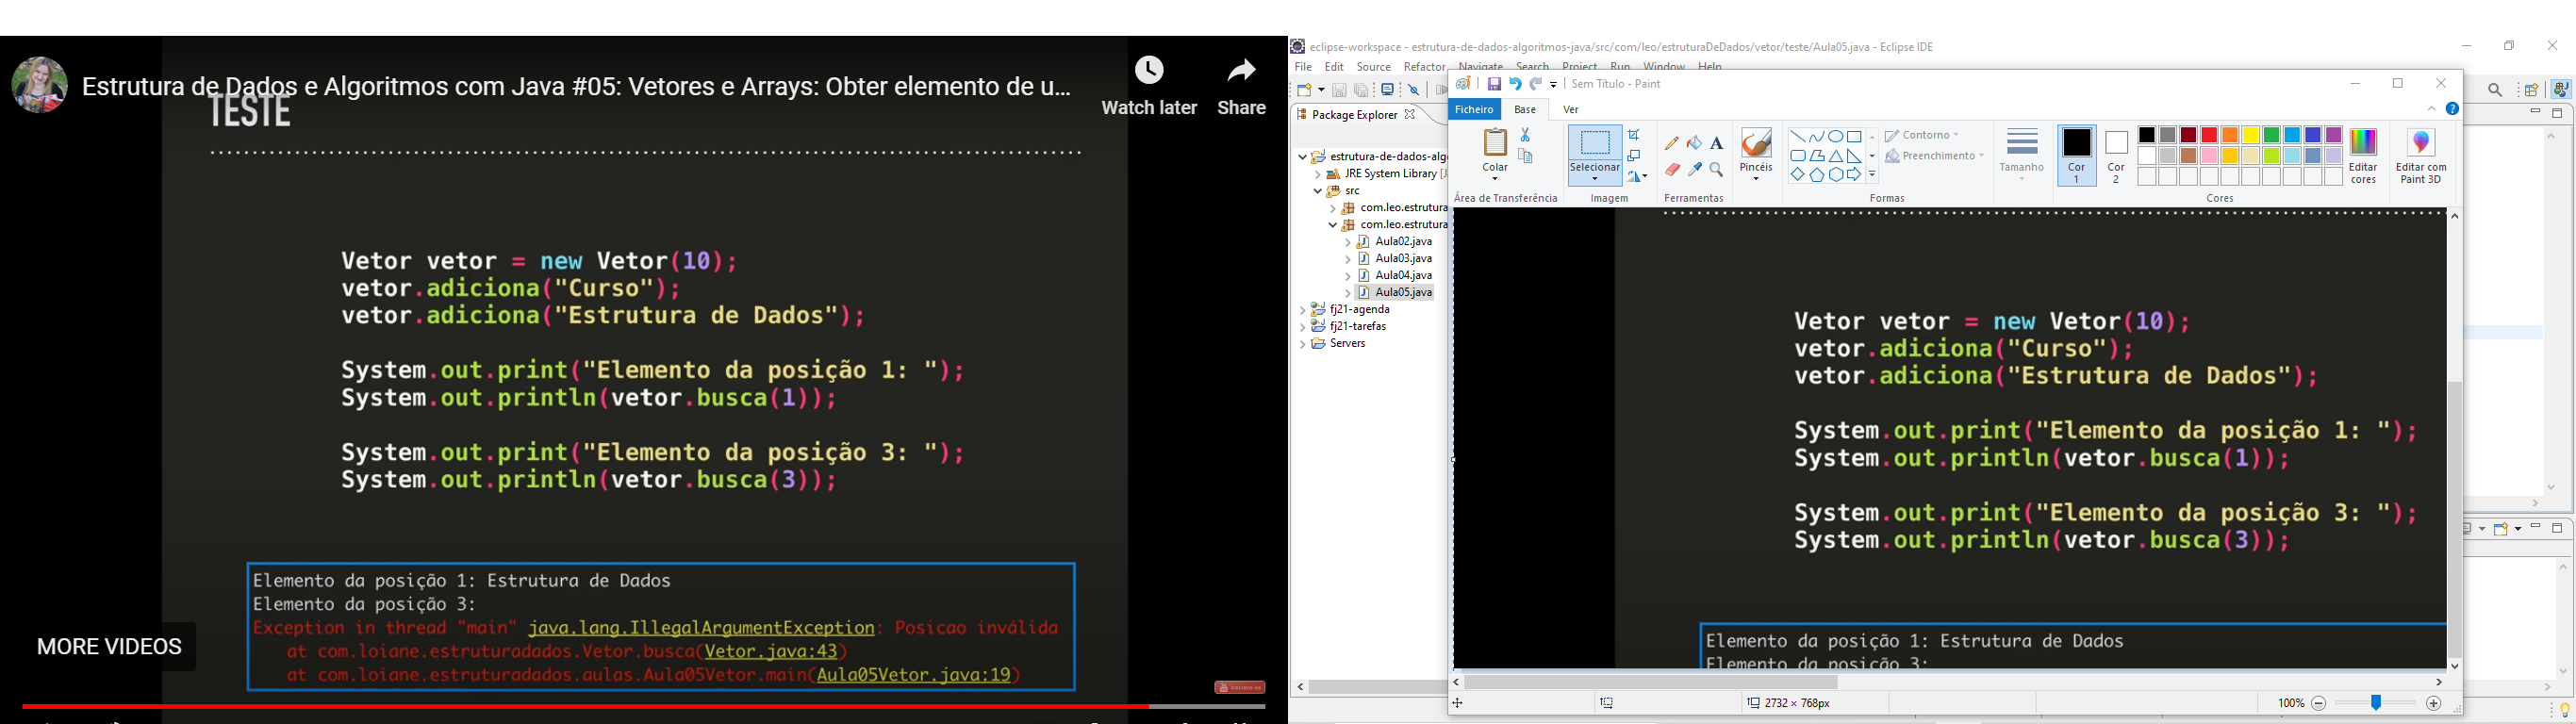 Estrutura de Dados e Algoritmos com Java #05: Vetores e Arrays: Obter elemento de u...
Watch later
Share
TESTE
Vetor vetor = new Vetor(10);
vetor.adiciona("Curso");
vetor.adiciona("Estrutura de Dados");
System.out.print("Elemento da posição 1: ");
System.out.println(vetor.busca(1));
System.out.print("Elemento da posição 3: ");
System.out.println(vetor.busca(3));
Elemento da posição 1: Estrutura de Dados
Elemento da posição 3:
Exception in thread "main" java.lang.IllegalArgumentException: Posicao inválida
at com.loiane.estruturadados.Vetor.busca(Vetor.java:43)
at com.loiane.estruturadados.aulas.Aula05Vetor.main(Aula05Vetor.java:19)
MORE VIDEOS
eclipse-workspace - estrutura-de-dados-algoritmos-java/src/com/leo/estruturaDeDados/vetor/teste/Aula05.java - Eclipse IDE
File Edit Source Refactor Navigate Search Project Run Window Help
Package Explorer
estrutura-de-dados-algo
JRE System Library [J
src
com.leo.estrutura
com.leo.estrutura
Aula02.java
Aula03.java
Aula04.java
Aula05.java
fj21-agenda
fj21-tarefas
Servers
Sem Título - Paint
Ficheiro Base Ver
Colar
Área de Transferência
Selecionar
Imagem
A
Ferramentas
Pincéis
Contorno
Preenchimento
Formas
Tamanho
Cor 1
Cor 2
Editar cores
Cores
Editar com Paint 3D
Vetor vetor = new Vetor(10);
vetor.adiciona("Curso");
vetor.adiciona("Estrutura de Dados");
System.out.print("Elemento da posição 1: ");
System.out.println(vetor.busca(1));
System.out.print("Elemento da posição 3: ");
System.out.println(vetor.busca(3));
Elemento da posição 1: Estrutura de Dados
Elemento da posição 3:
2732 × 768px
100%